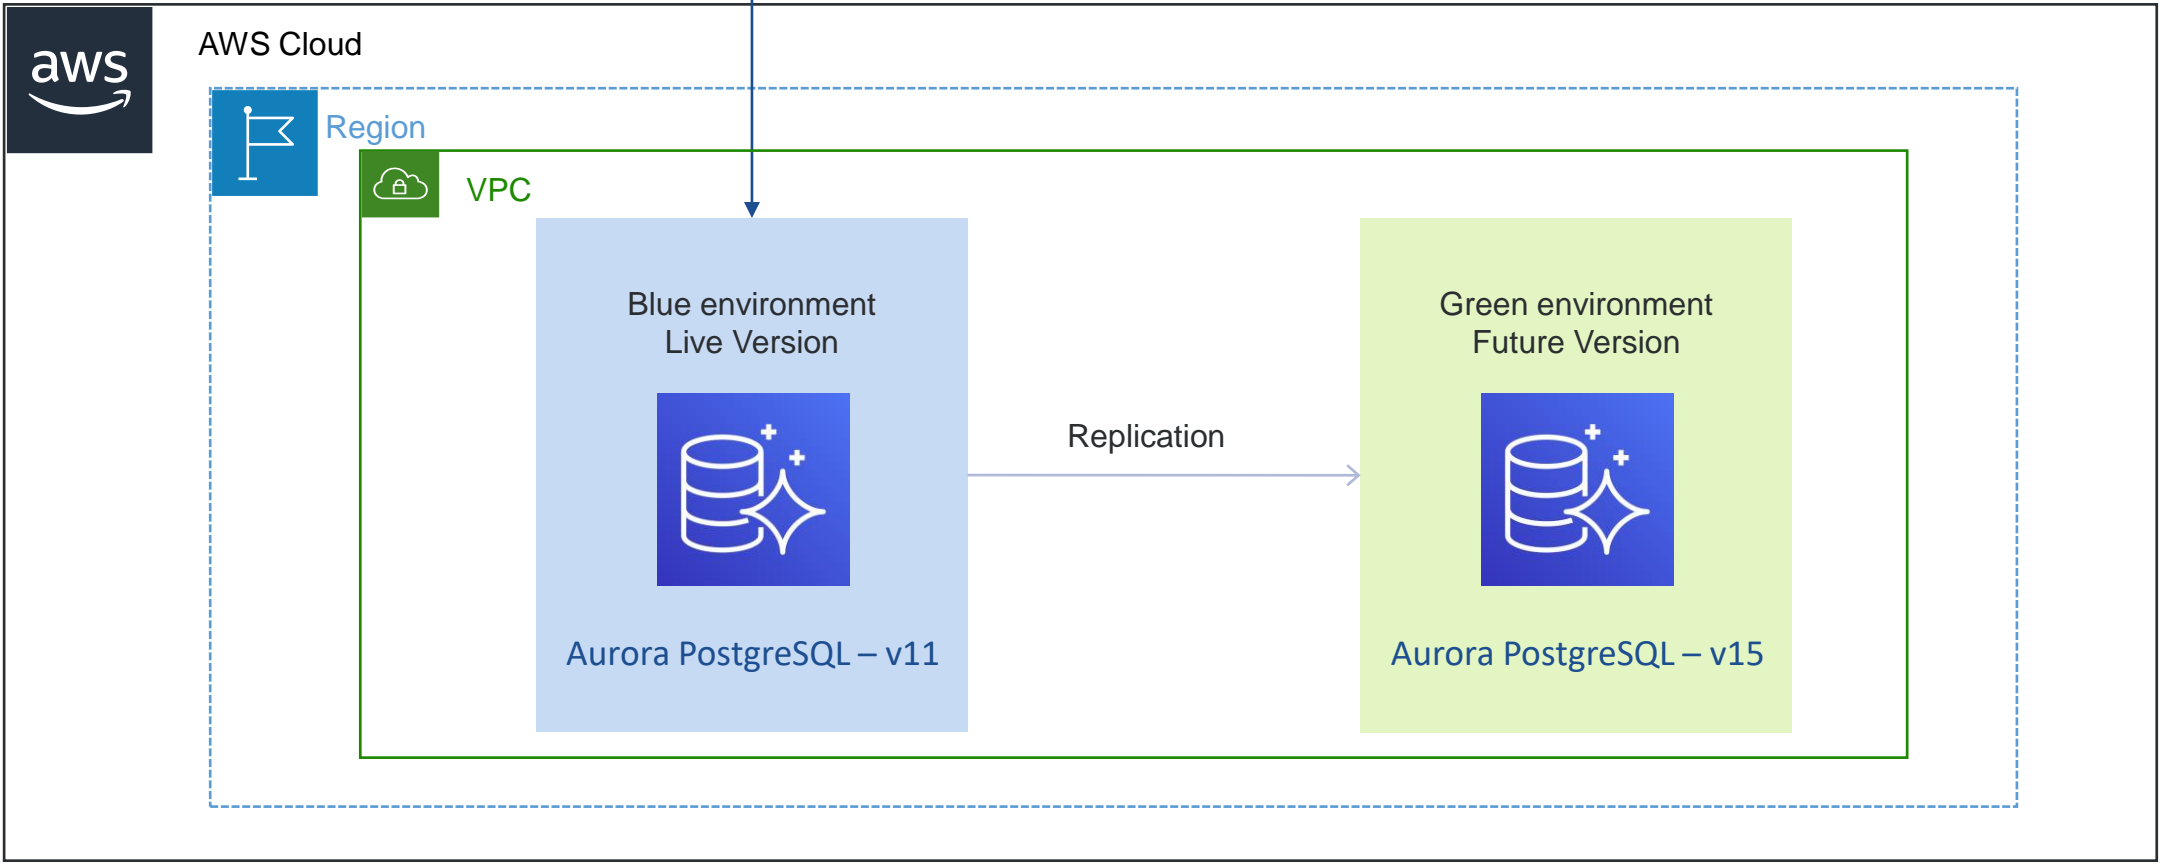 aws
AWS Cloud
Region
VPC
Blue environment
Live Version
Green environment
Future Version
Replication
Aurora PostgreSQL – v11
Aurora PostgreSQL – v15